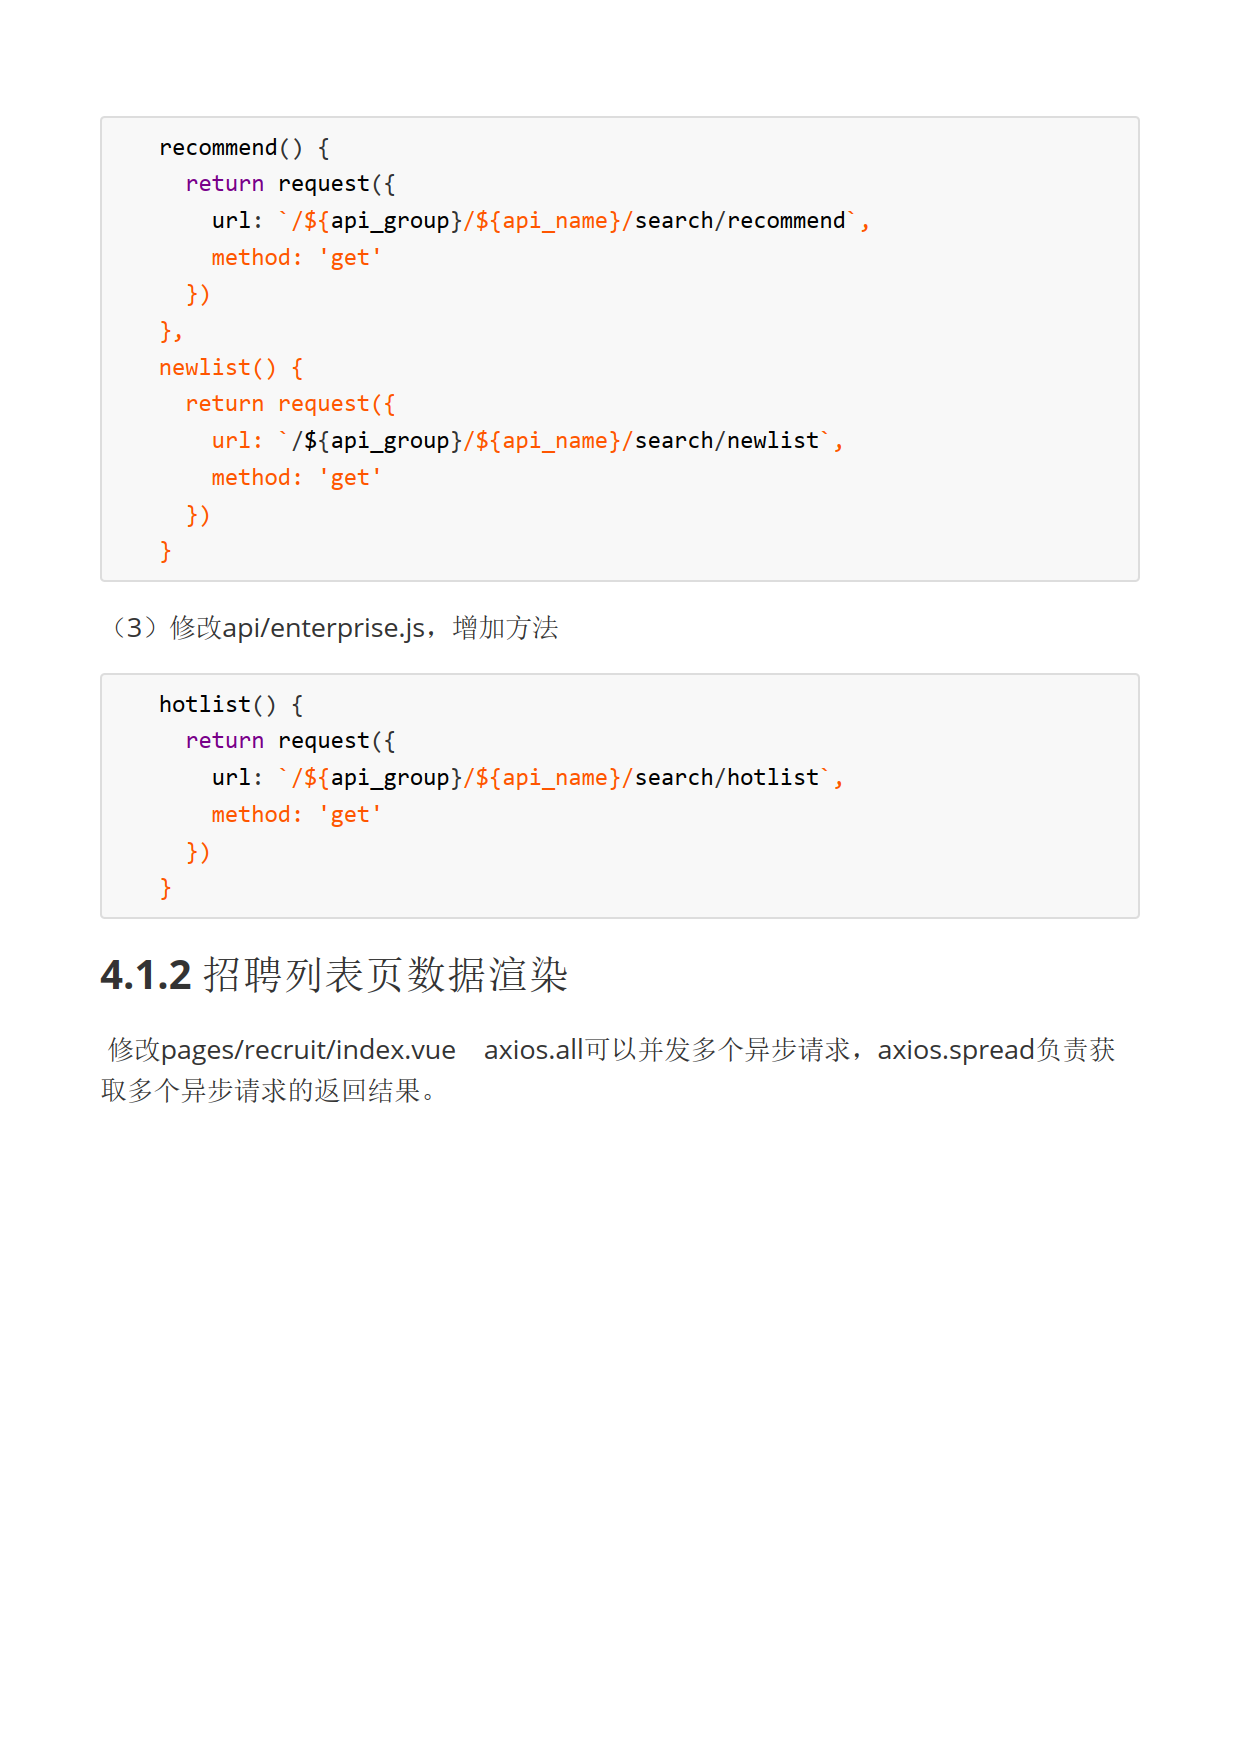 recommend() {
return request({
url: `/${api_group}/${api_name}/search/recommend`,
method: 'get'
})
},
newlist() {
return request({
url: `/${api_group}/${api_name}/search/newlist`,
method: 'get'
})
}
（3）修改api/enterprise.js，增加方法
hotlist() {
return request({
url: `/${api_group}/${api_name}/search/hotlist`,
method: 'get'
})
}
4.1.2 招聘列表页数据渲染
修改pages/recruit/index.vue axios.all可以并发多个异步请求，axios.spread负责获
取多个异步请求的返回结果。